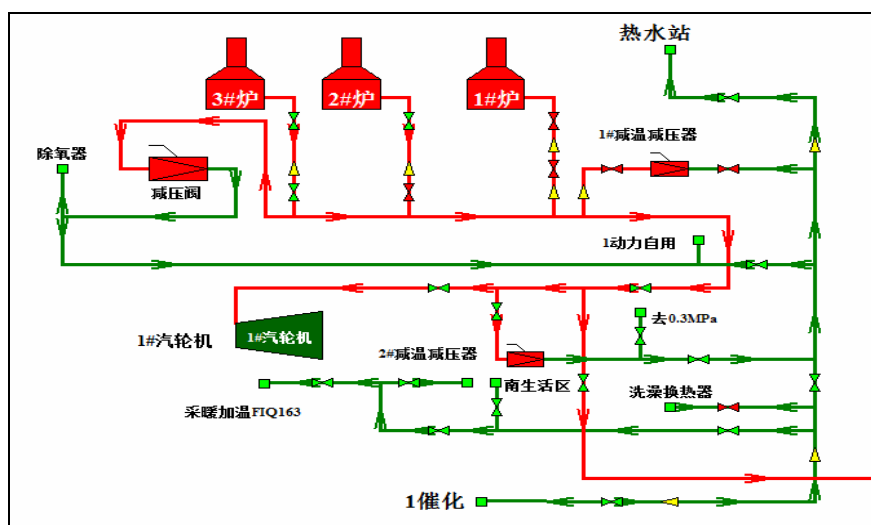 热水站
3#炉
2#炉
1#炉
1#减温减压器
除氧器
减压阀
1动力自用
去0.3MPa
1#汽轮机
1#汽轮机
2#减温减压器
南生活区
洗澡换热器
采暖加温FIQ163
1催化